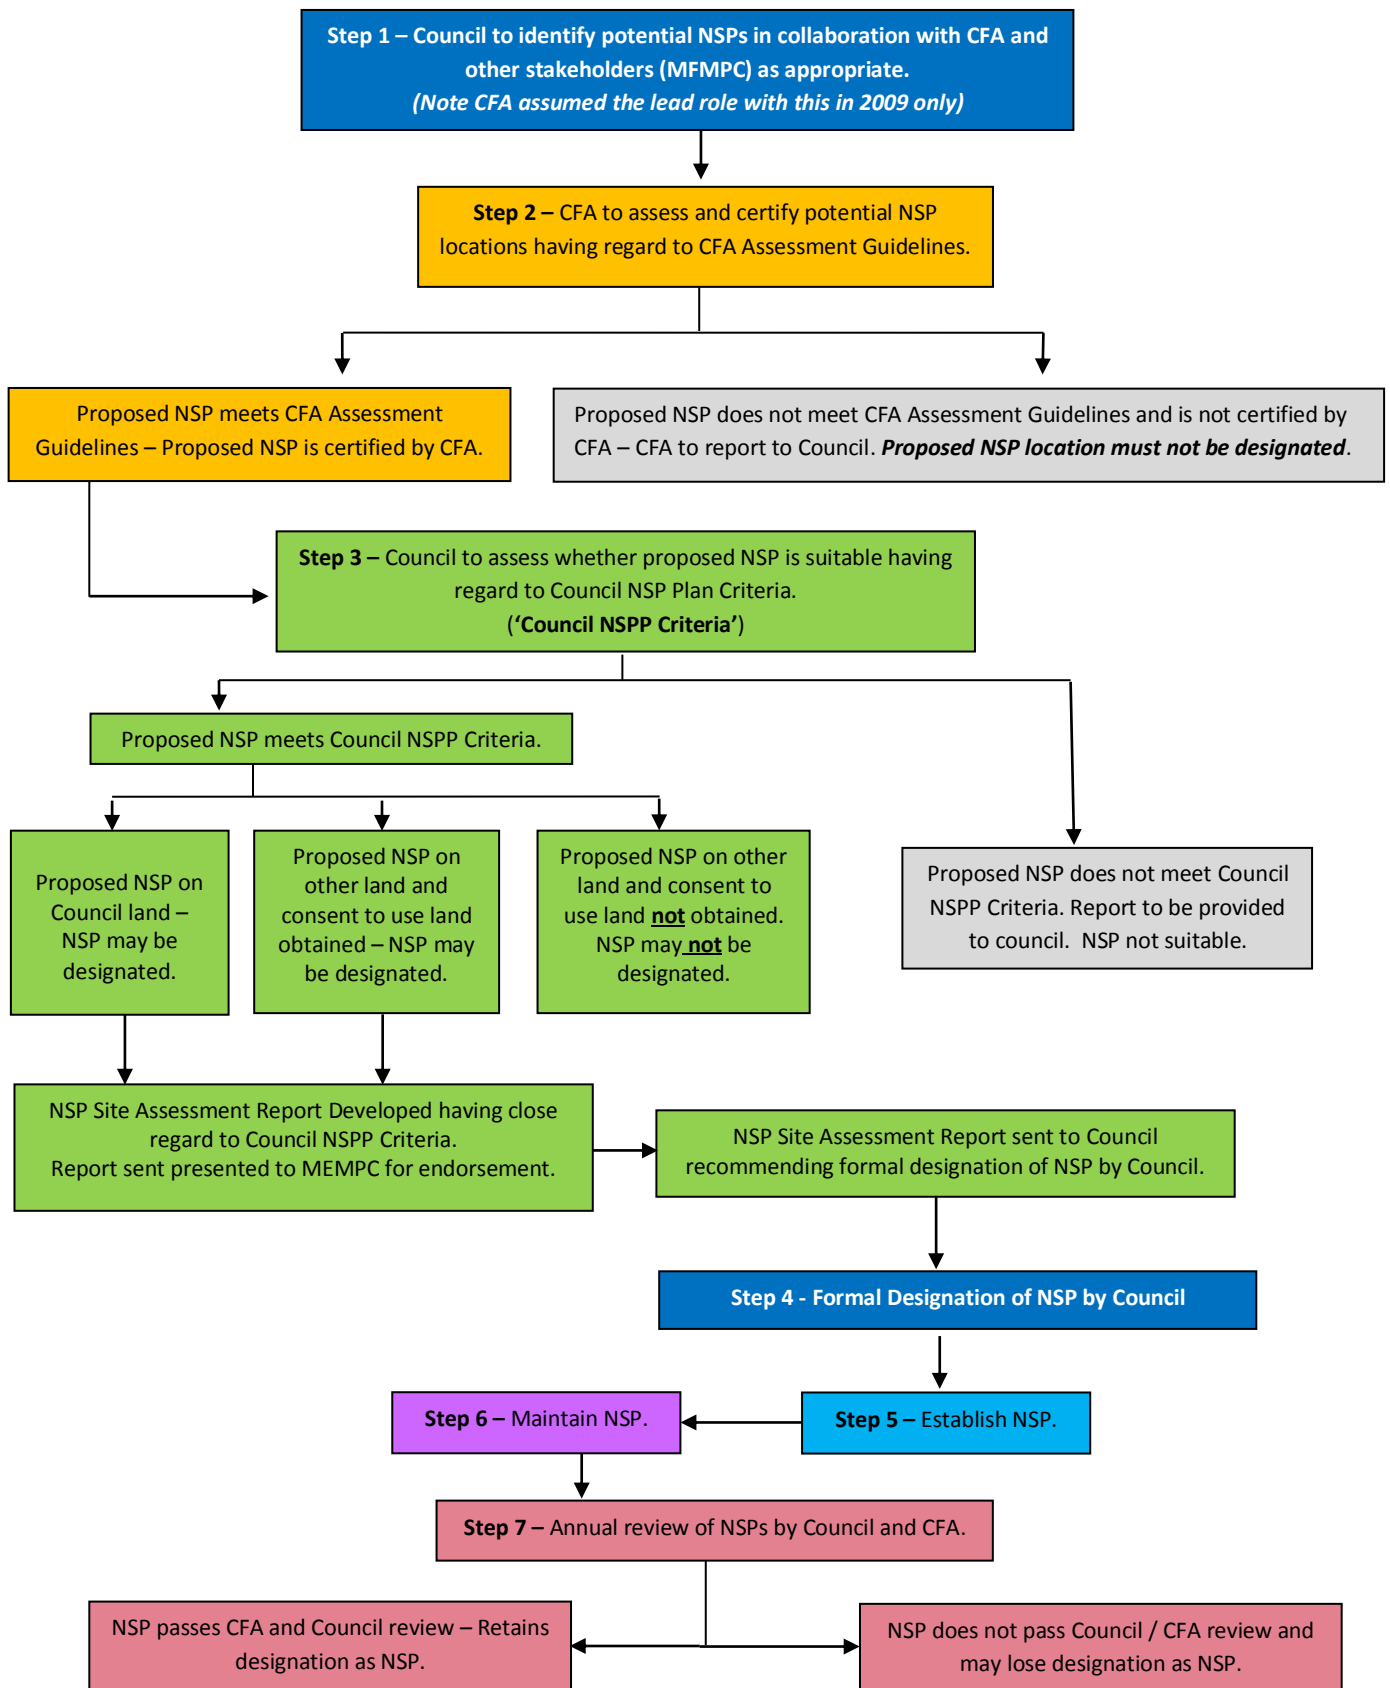 Step 1 – Council to identify potential NSPs in collaboration with CFA and
other stakeholders (MFMPC) as appropriate.
(Note CFA assumed the lead role with this in 2009 only)
Step 2 – CFA to assess and certify potential NSP
locations having regard to CFA Assessment Guidelines.
Proposed NSP meets CFA Assessment
Guidelines – Proposed NSP is certified by CFA.
Proposed NSP does not meet CFA Assessment Guidelines and is not certified by
CFA – CFA to report to Council. Proposed NSP location must not be designated.
Step 3 – Council to assess whether proposed NSP is suitable having
regard to Council NSP Plan Criteria.
(‘Council NSPP Criteria’)
Proposed NSP meets Council NSPP Criteria.
Proposed NSP on
Council land –
NSP may be
designated.
Proposed NSP on
other land and
consent to use land
obtained – NSP may
be designated.
Proposed NSP on other
land and consent to
use land not obtained.
NSP may not be
designated.
Proposed NSP does not meet Council
NSPP Criteria. Report to be provided
to council.  NSP not suitable.
NSP Site Assessment Report Developed having close
regard to Council NSPP Criteria.
Report sent presented to MEMPC for endorsement.
NSP Site Assessment Report sent to Council
recommending formal designation of NSP by Council.
Step 4 - Formal Designation of NSP by Council
Step 5 – Establish NSP.
Step 6 – Maintain NSP.
Step 7 – Annual review of NSPs by Council and CFA.
NSP passes CFA and Council review – Retains
designation as NSP.
NSP does not pass Council / CFA review and
may lose designation as NSP.